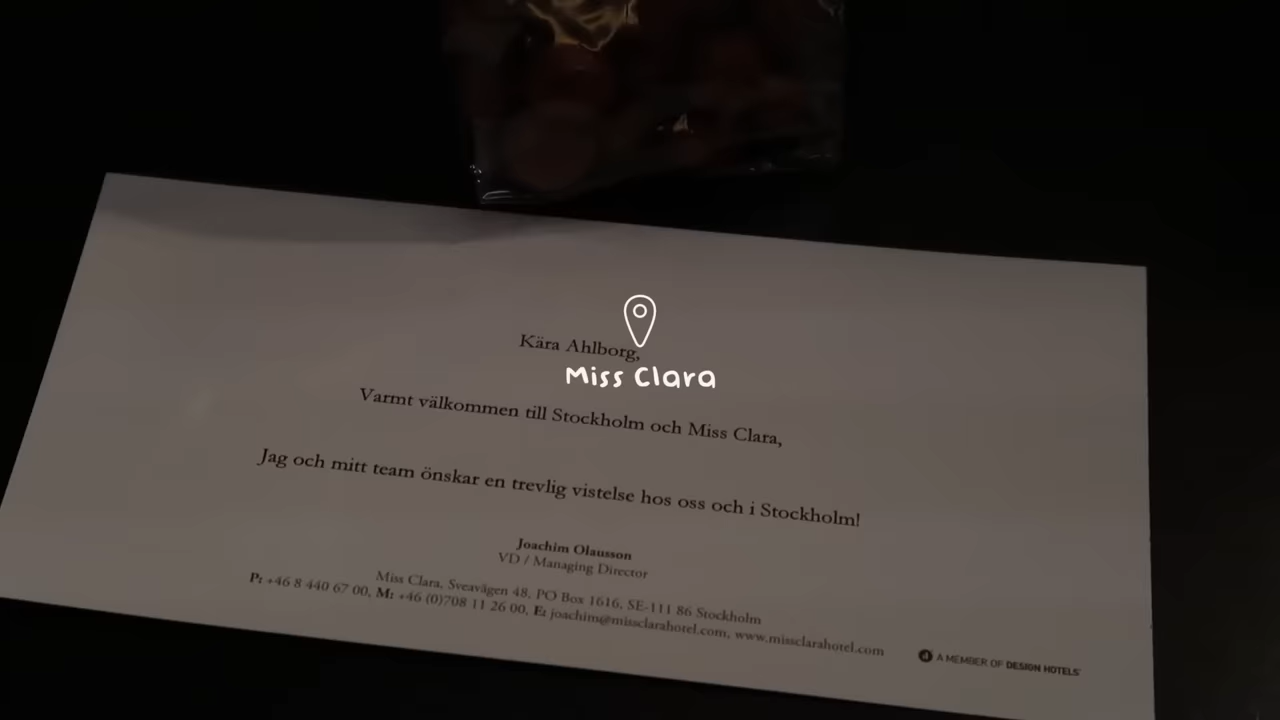 Kära Ahlborg,
Miss Clara
Varmt välkommen till Stockholm och Miss Clara,
Jag och mitt team önskar en trevlig vistelse hos oss och i Stockholm!
Joachim Olausson
VD / Managing Director
Miss Clara, Sveavägen 48, PO Box 1616, SE-111 86 Stockholm
P: +46 8 440 67 00, M: +46 (0)708 11 26 00, E: joachim@missclarahotel.com, www.missclarahotel.com
A MEMBER OF DESIGN HOTELS™